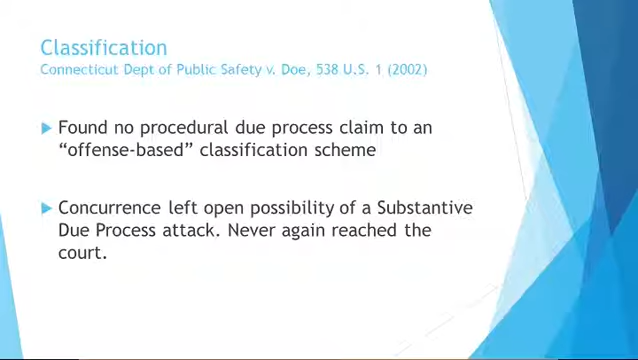 Classification
Connecticut Dept of Public Safety v. Doe, 538 U.S. 1 (2002)
Found no procedural due process claim to an
“offense-based” classification scheme
Concurrence left open possibility of a Substantive
Due Process attack. Never again reached the
court.